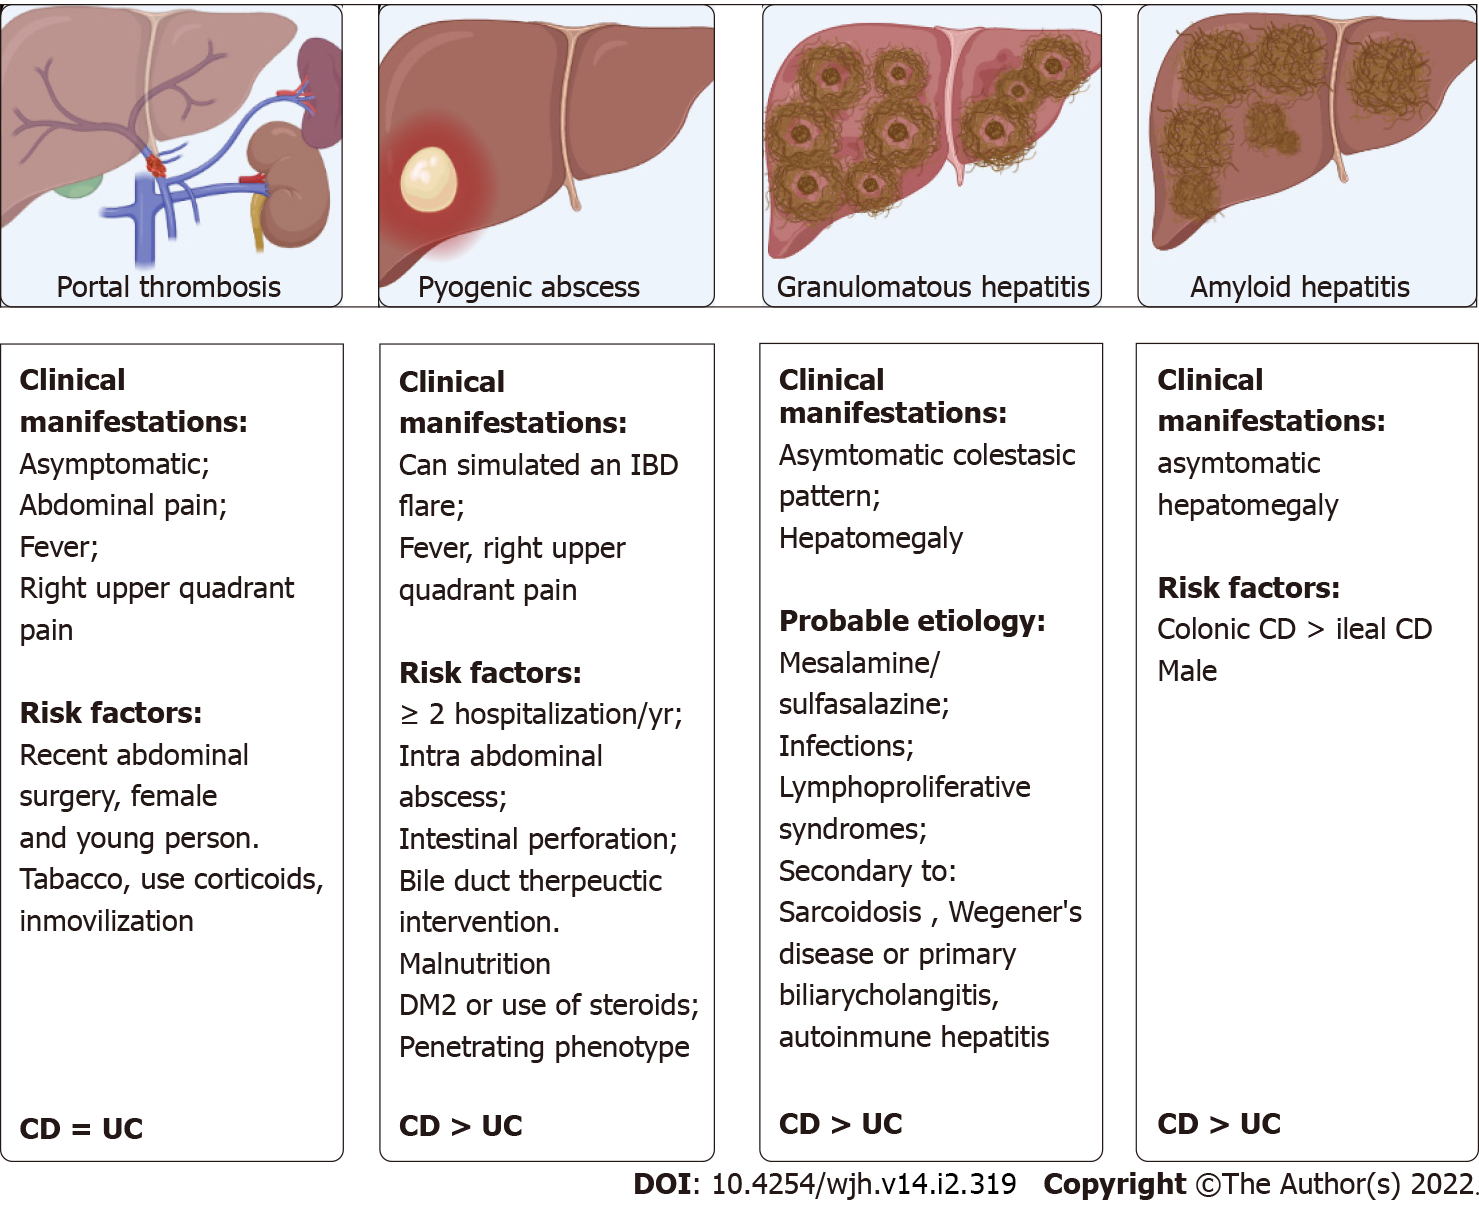 Portal thrombosis
Pyogenic abscess
Granulomatous hepatitis
Amyloid hepatitis
Clinical
manifestations:
Asymptomatic;
Abdominal pain;
Fever;
Right upper quadrant
pain
Risk factors:
Recent abdominal
surgery, female
and young person.
Tabacco, use corticoids,
inmovilization
CD = UC
Clinical
manifestations:
Can simulated an IBD
flare;
Fever, right upper
quadrant pain
Risk factors:
≥ 2 hospitalization/yr;
Intra abdominal
abscess;
Intestinal perforation;
Bile duct therpeuctic
intervention.
Malnutrition
DM2 or use of steroids;
Penetrating phenotype
CD > UC
Clinical
manifestations:
Asymtomatic colestasic
pattern;
Hepatomegaly
Probable etiology:
Mesalamine/
sulfasalazine;
Infections;
Lymphoproliferative
syndromes;
Secondary to:
Sarcoidosis , Wegener's
disease or primary
biliarycholangitis,
autoinmune hepatitis
CD > UC
Clinical
manifestations:
asymtomatic
hepatomegaly
Risk factors:
Colonic CD > ileal CD
Male
CD > UC
DOI: 10.4254/wjh.v14.i2.319 Copyright ©The Author(s) 2022.